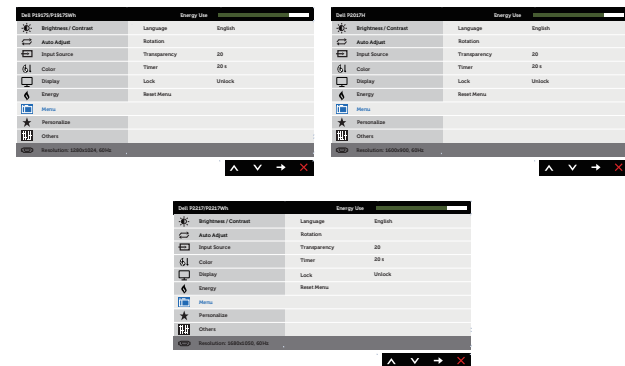 Dell P1917S/P1917SWh Energy Use
Brightness / Contrast Language English
Auto Adjust Rotation
Input Source Transparency 20
Color Timer 20 s
Display Lock Unlock
Energy Reset Menu
Menu
Personalize
Others
Resolution: 1280x1024, 60Hz
Dell P2017H Energy Use
Brightness / Contrast Language English
Auto Adjust Rotation
Input Source Transparency 20
Color Timer 20 s
Display Lock Unlock
Energy Reset Menu
Menu
Personalize
Others
Resolution: 1600x900, 60Hz
Dell P2217/P2217Wh Energy Use
Brightness / Contrast Language English
Auto Adjust Rotation
Input Source Transparency 20
Color Timer 20 s
Display Lock Unlock
Energy Reset Menu
Menu
Personalize
Others
Resolution: 1680x1050, 60Hz